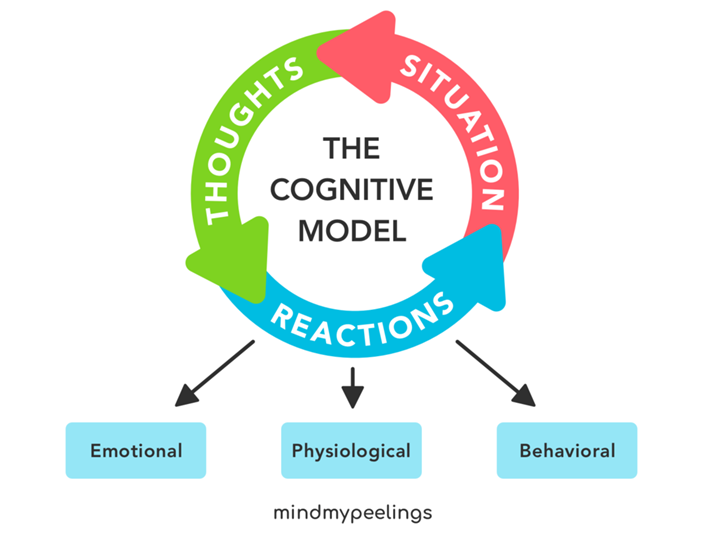 THOUGHTS
SITUATION
THE
COGNITIVE
MODEL
REACTIONS
Emotional
Physiological
Behavioral
mindmypeelings